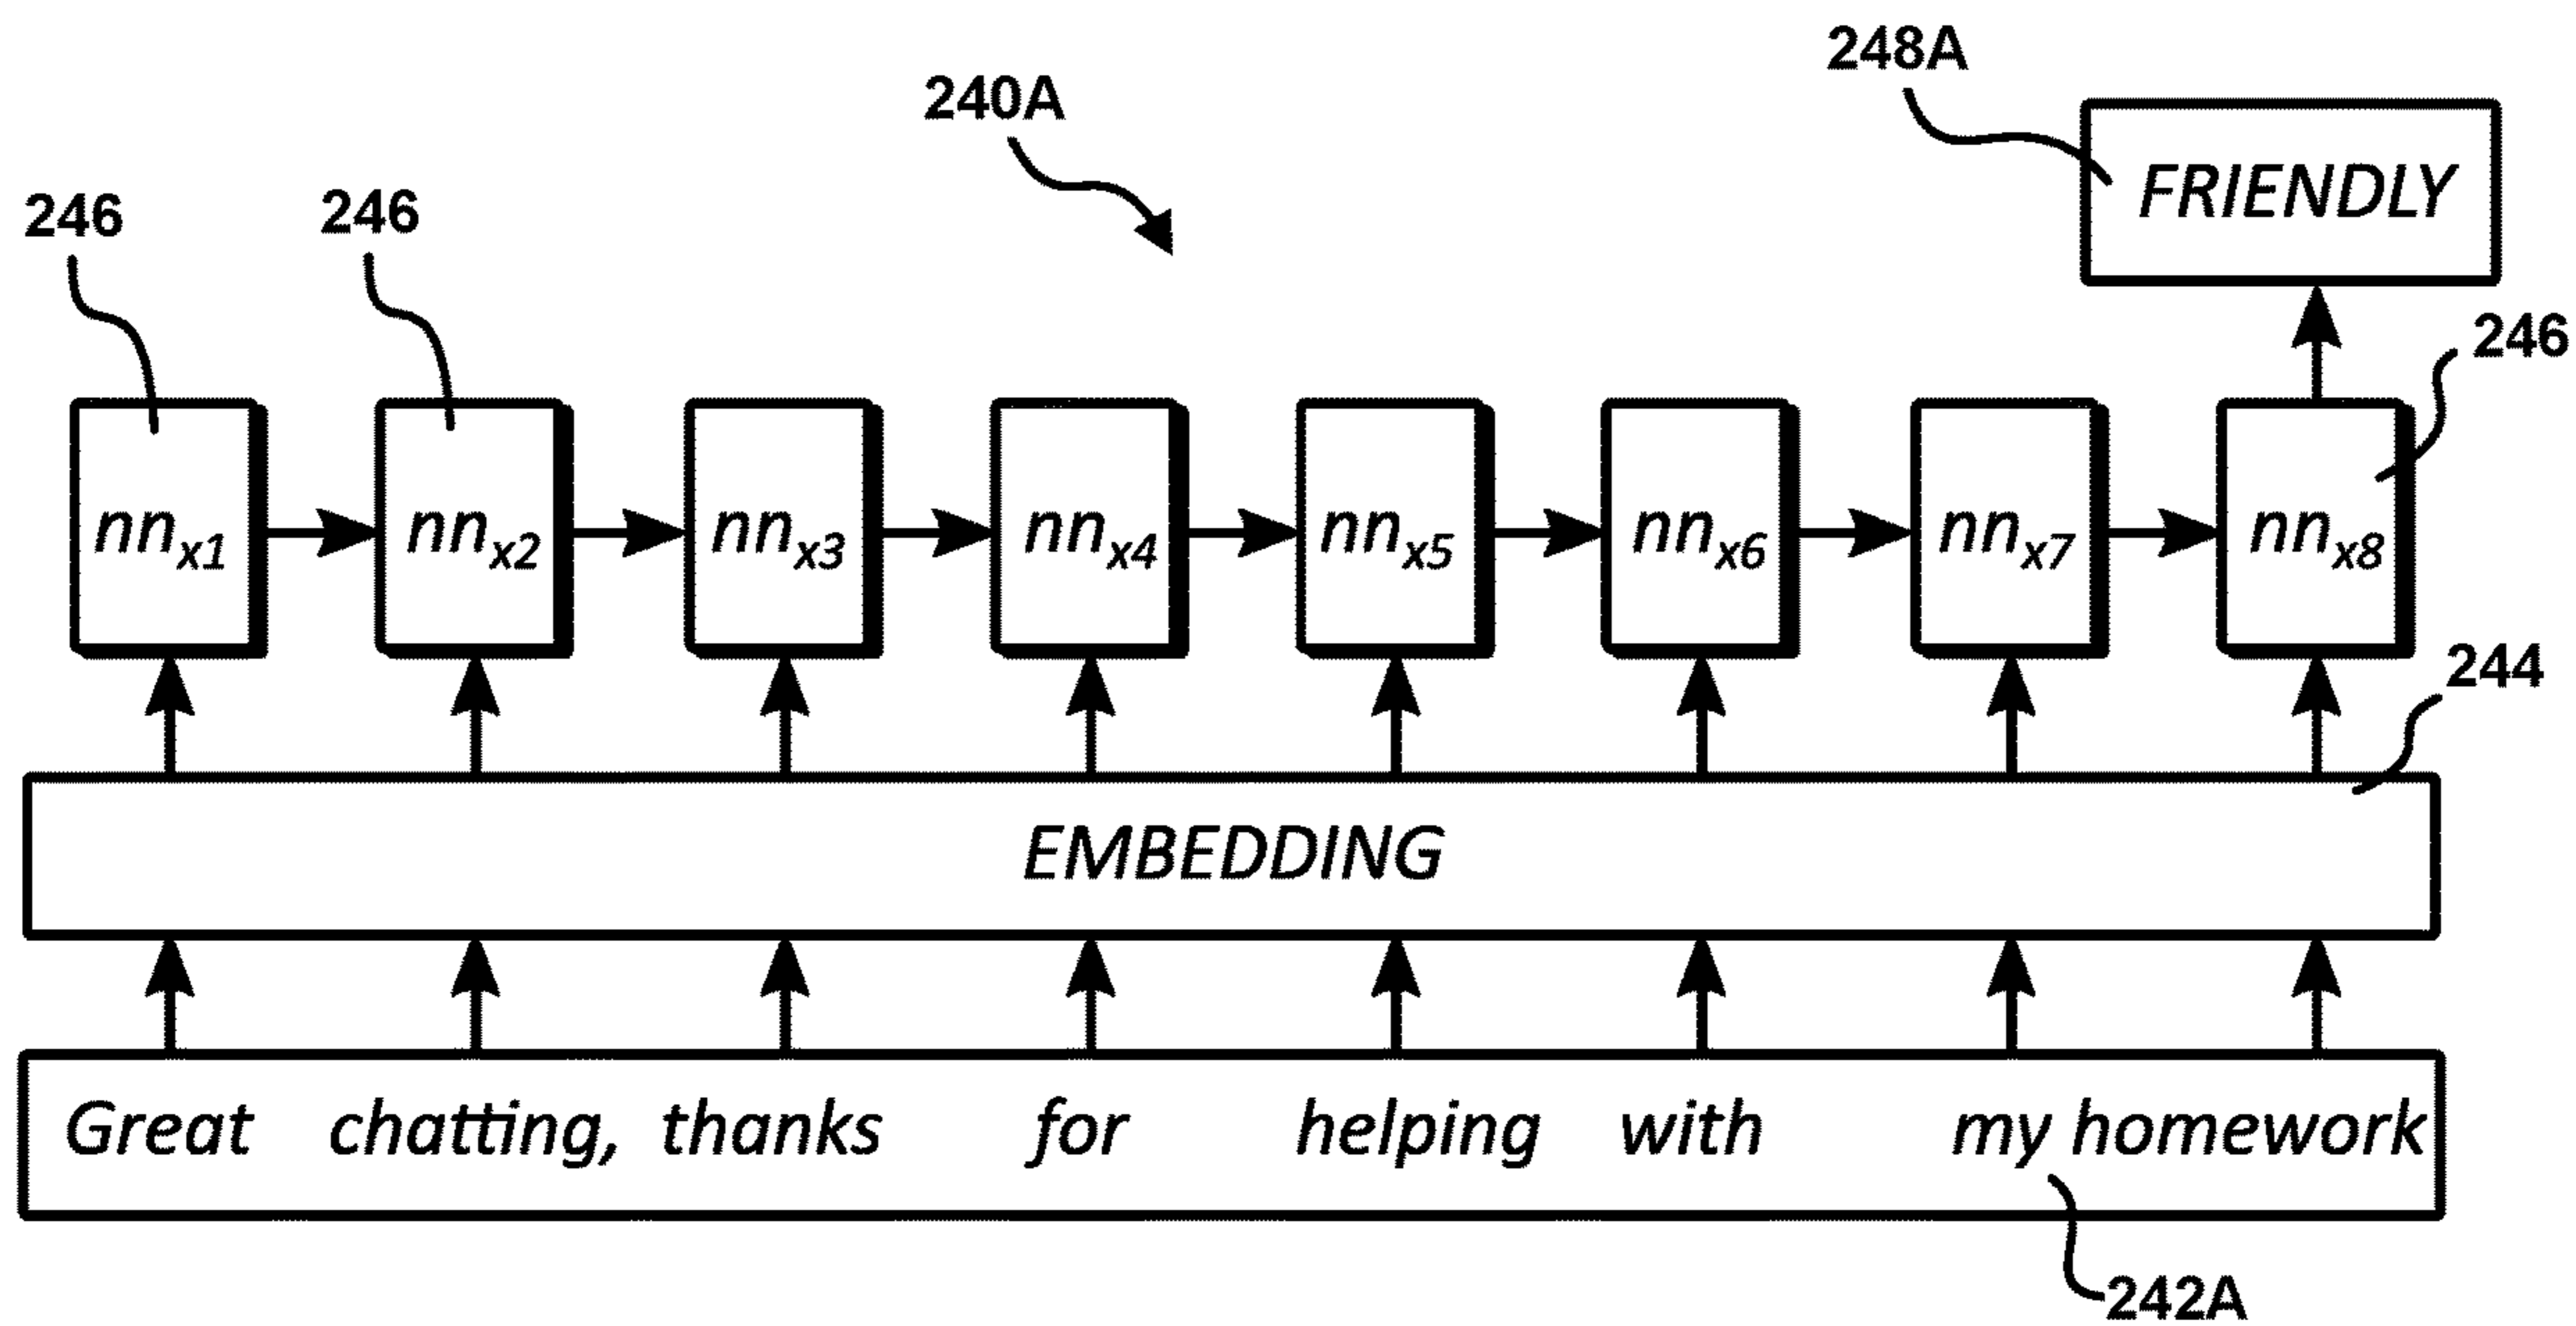 248A
240A
FRIENDLY
246 246
246
nnx1 nnx2 nnx3 nnx4 nnx5 nnx6 nnx7 nnx8
244
EMBEDDING
Great chatting, thanks for helping with my homework
242A